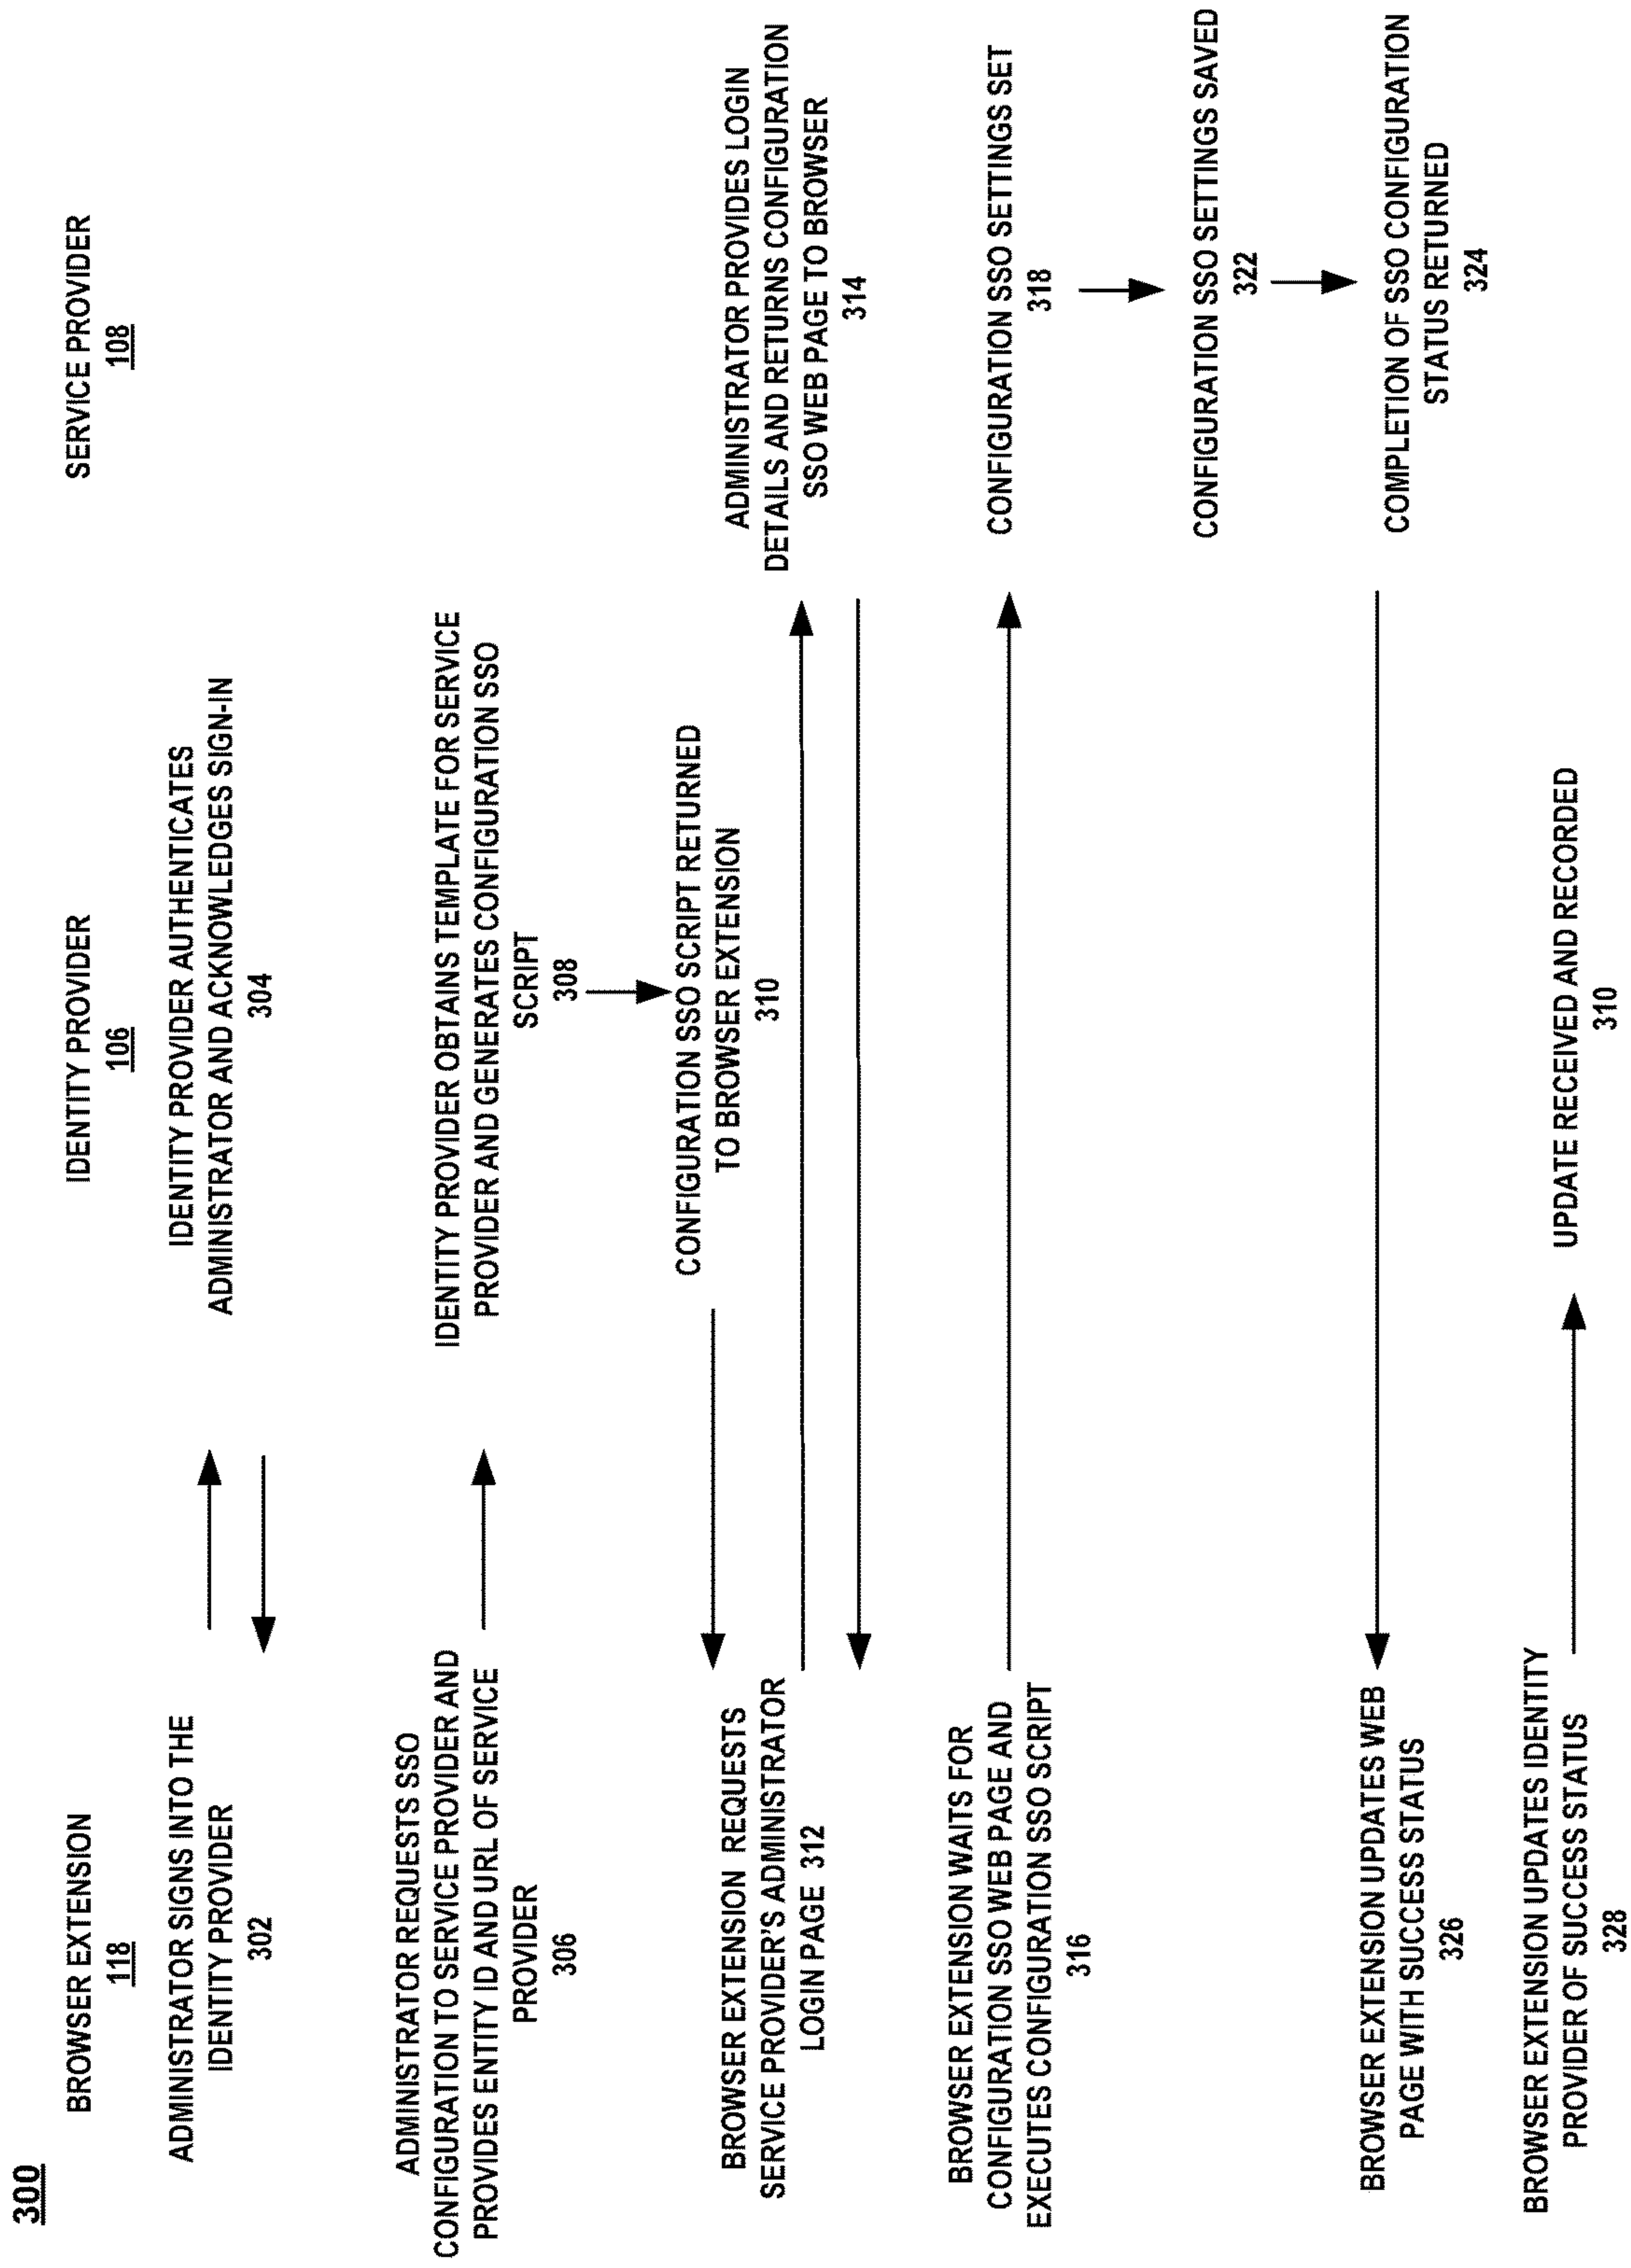 300
BROWSER EXTENSION
118
IDENTITY PROVIDER
106
SERVICE PROVIDER
108
ADMINISTRATOR SIGNS INTO THE
IDENTITY PROVIDER
302
IDENTITY PROVIDER AUTHENTICATES
ADMINISTRATOR AND ACKNOWLEDGES SIGN-IN
304
ADMINISTRATOR REQUESTS SSO
CONFIGURATION TO SERVICE PROVIDER AND
PROVIDES ENTITY ID AND URL OF SERVICE
PROVIDER
306
IDENTITY PROVIDER OBTAINS TEMPLATE FOR SERVICE
PROVIDER AND GENERATES CONFIGURATION SSO
SCRIPT
308
CONFIGURATION SSO SCRIPT RETURNED
TO BROWSER EXTENSION
310
BROWSER EXTENSION REQUESTS
SERVICE PROVIDER'S ADMINISTRATOR
LOGIN PAGE 312
ADMINISTRATOR PROVIDES LOGIN
DETAILS AND RETURNS CONFIGURATION
SSO WEB PAGE TO BROWSER
314
BROWSER EXTENSION WAITS FOR
CONFIGURATION SSO WEB PAGE AND
EXECUTES CONFIGURATION SSO SCRIPT
316
CONFIGURATION SSO SETTINGS SET
318
CONFIGURATION SSO SETTINGS SAVED
322
COMPLETION OF SSO CONFIGURATION
STATUS RETURNED
324
BROWSER EXTENSION UPDATES WEB
PAGE WITH SUCCESS STATUS
326
BROWSER EXTENSION UPDATES IDENTITY
PROVIDER OF SUCCESS STATUS
328
UPDATE RECEIVED AND RECORDED
310